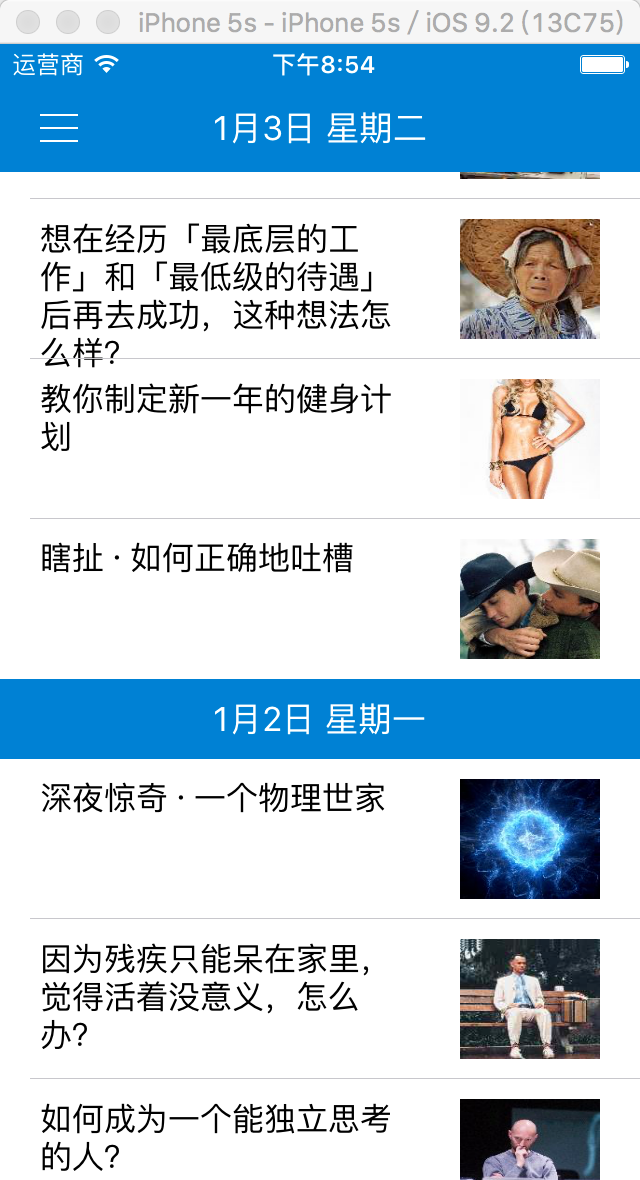 iPhone 5s - iPhone 5s / iOS 9.2 (13C75)
运营商 下午8:54
1月3日 星期二
想在经历「最底层的工
作」和「最低级的待遇」
后再去成功，这种想法怎
么样?
教你制定新一年的健身计
划
瞎扯 · 如何正确地吐槽
1月2日 星期一
深夜惊奇 · 一个物理世家
因为残疾只能呆在家里，
觉得活着没意义，怎么
办?
如何成为一个能独立思考
的人?